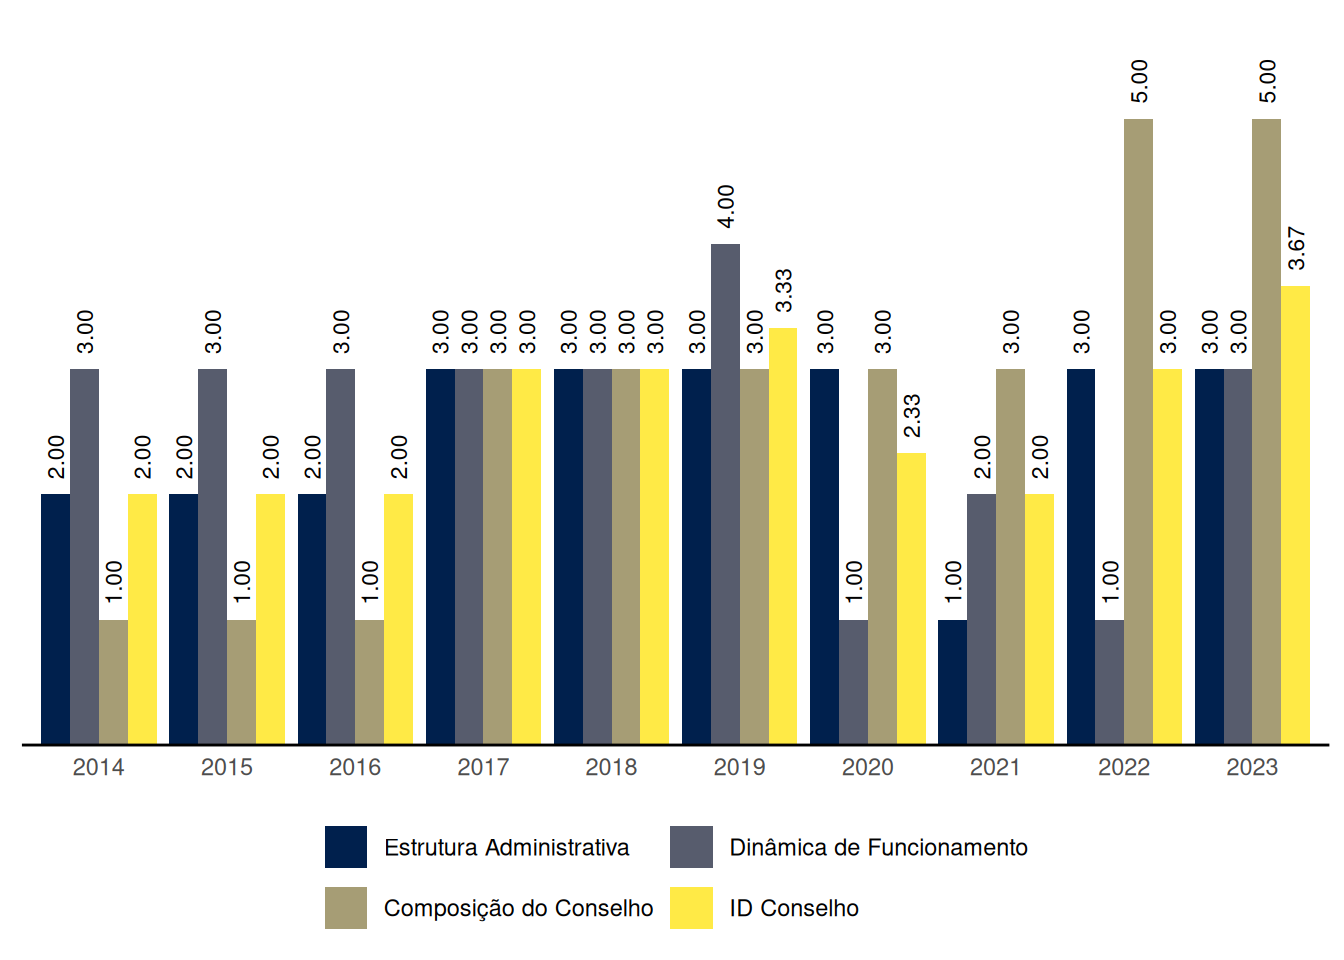 5.00 5.00
4.00
3.67
3.33
3.00 3.00 3.00 3.00 3.00 3.00 3.00 3.00 3.00 3.00 3.00 3.00 3.00 3.00 3.00 3.00 3.00 3.00 3.00 3.00
2.33
2.00 2.00 2.00 2.00 2.00 2.00 2.00 2.00
1.00 1.00 1.00 1.00 1.00 1.00
2014 2015 2016 2017 2018 2019 2020 2021 2022 2023
Estrutura Administrativa Dinâmica de Funcionamento
Composição do Conselho ID Conselho